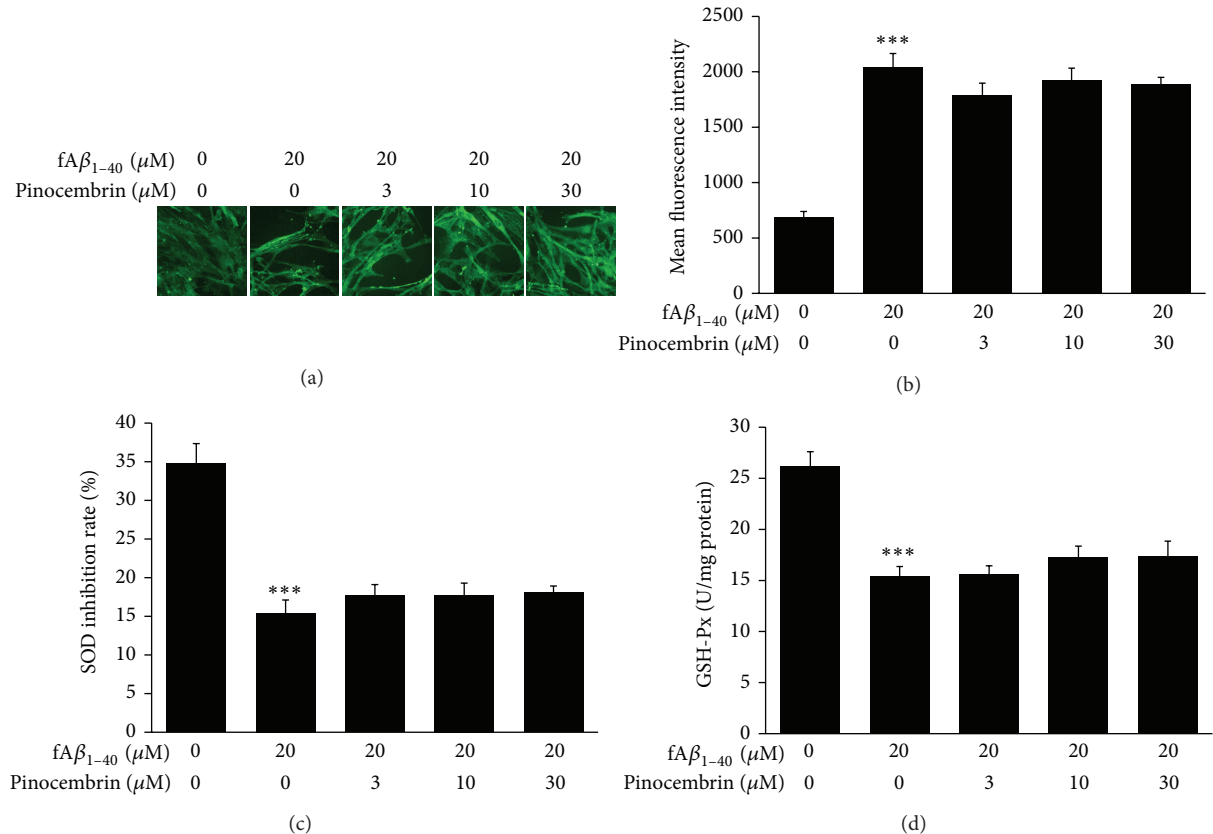 fAβ1–40 (μM) 0 20 20 20 20
Pinocembrin (μM) 0 0 3 10 30
(a)
2500
2000
1500
1000
500
0
Mean fluorescence intensity
***
fAβ1–40 (μM) 0 20 20 20 20
Pinocembrin (μM) 0 0 3 10 30
(b)
40
35
30
25
20
15
10
5
0
SOD inhibition rate (%)
***
fAβ1–40 (μM) 0 20 20 20 20
Pinocembrin (μM) 0 0 3 10 30
(c)
30
25
20
15
10
5
0
GSH-Px (U/mg protein)
***
fAβ1–40 (μM) 0 20 20 20 20
Pinocembrin (μM) 0 0 3 10 30
(d)